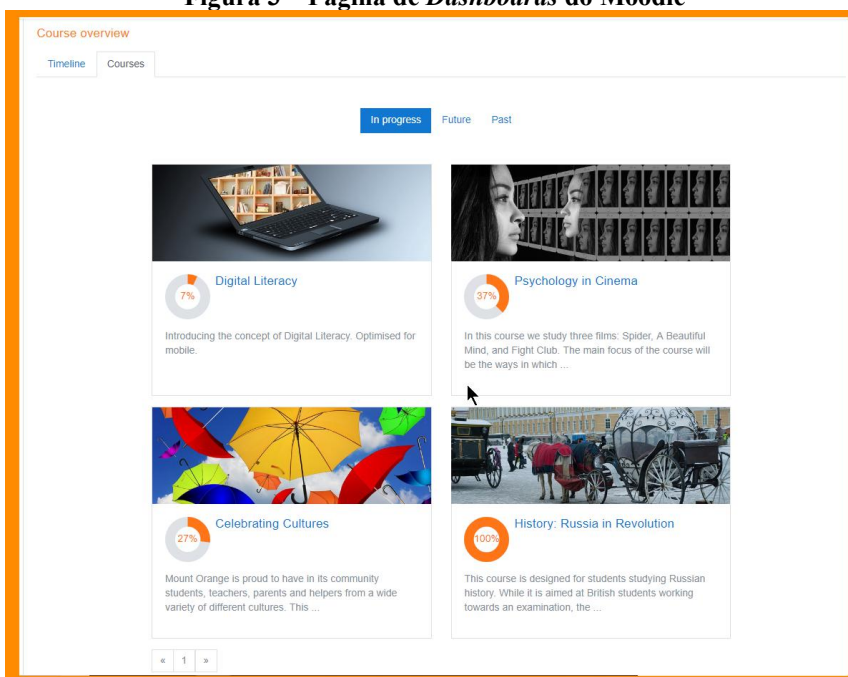 Figura 3 - Página de Dashboards do Moodle
Course overview
Timeline Courses
In progress Future Past
7% Digital Literacy
Introducing the concept of Digital Literacy. Optimised for
mobile.
37% Psychology in Cinema
In this course we study three films: Spider, A Beautiful
Mind, and Fight Club. The main focus of the course will
be the ways in which ...
27% Celebrating Cultures
Mount Orange is proud to have in its community
students, teachers, parents and helpers from a wide
variety of different cultures. This ...
100% History: Russia in Revolution
This course is designed for students studying Russian
history. While it is aimed at British students working
towards an examination, the ...
« 1 »